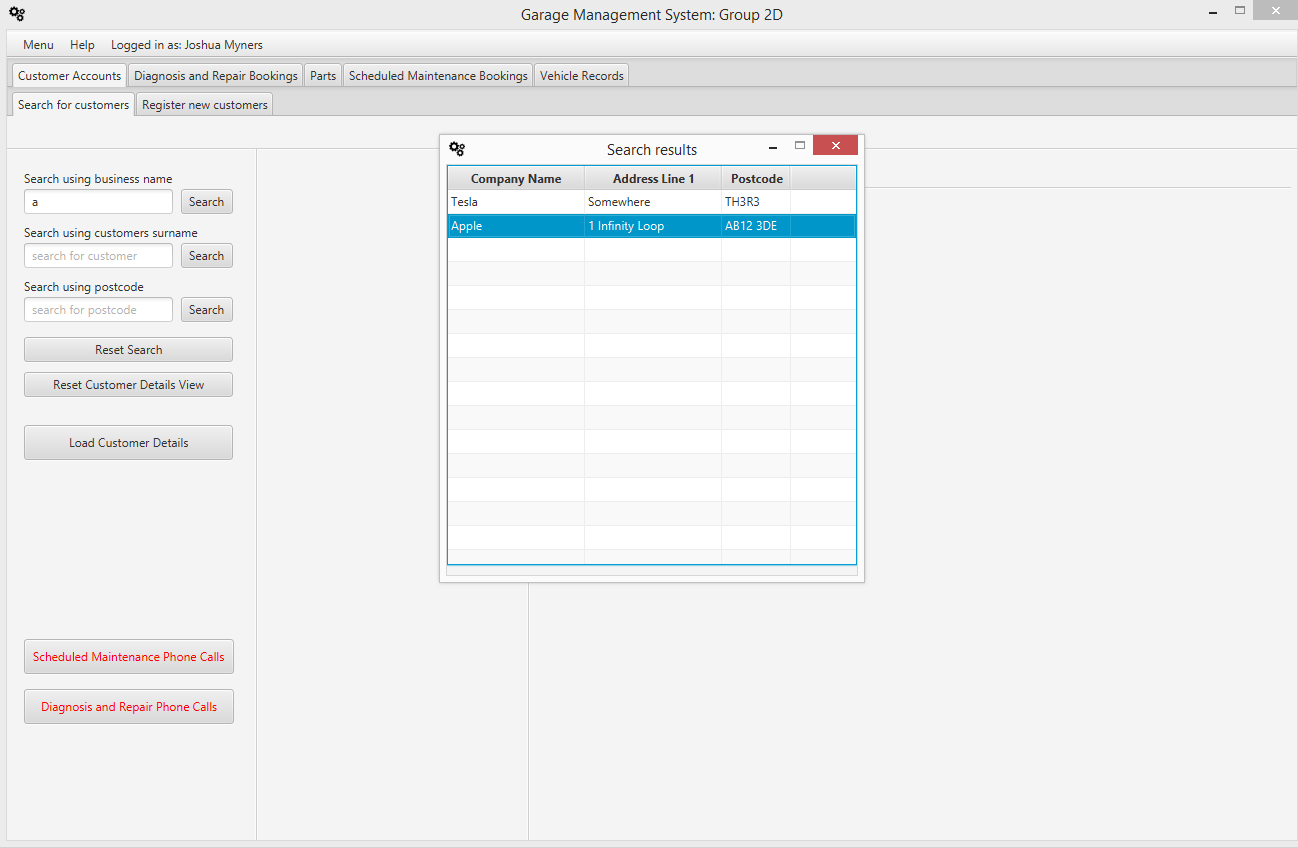 Garage Management System: Group 2D
Menu Help Logged in as: Joshua Myners
Customer Accounts Diagnosis and Repair Bookings Parts Scheduled Maintenance Bookings Vehicle Records
Search for customers Register new customers
Search using business name
a Search
Search using customers surname
search for customer Search
Search using postcode
search for postcode Search
Reset Search
Reset Customer Details View
Load Customer Details
Scheduled Maintenance Phone Calls
Diagnosis and Repair Phone Calls
Search results
Company Name Address Line 1 Postcode
Tesla Somewhere TH3R3
Apple 1 Infinity Loop AB12 3DE